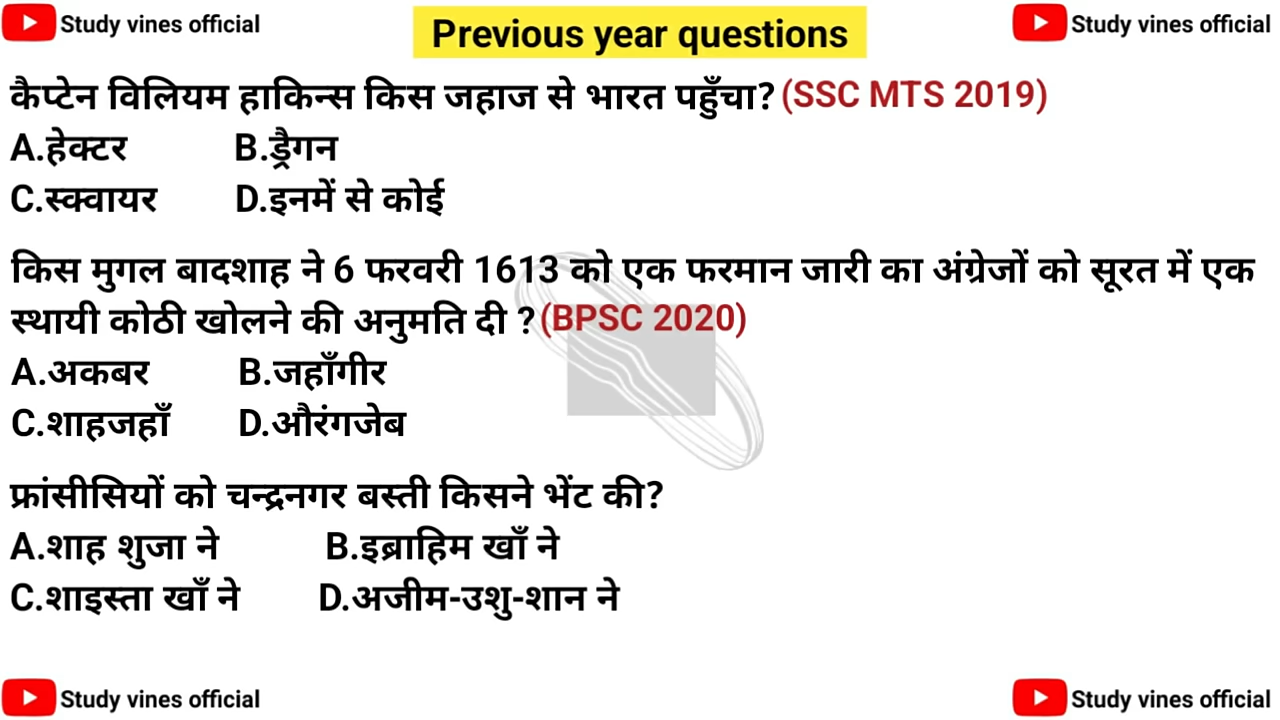 Study vines official
Previous year questions
Study vines official
कैप्टेन विलियम हाकिन्स किस जहाज से भारत पहुँचा? (SSC MTS 2019)
A.हेक्टर B.ड्रैगन
C.स्क्वायर D.इनमें से कोई
किस मुगल बादशाह ने 6 फरवरी 1613 को एक फरमान जारी का अंग्रेजों को सूरत में एक
स्थायी कोठी खोलने की अनुमति दी ? (BPSC 2020)
A.अकबर B.जहाँगीर
C.शाहजहाँ D.औरंगजेब
फ्रांसीसियों को चन्द्रनगर बस्ती किसने भेंट की?
A.शाह शुजा ने B.इब्राहिम खाँ ने
C.शाइस्ता खाँ ने D.अजीम-उशु-शान ने
Study vines official
Study vines official